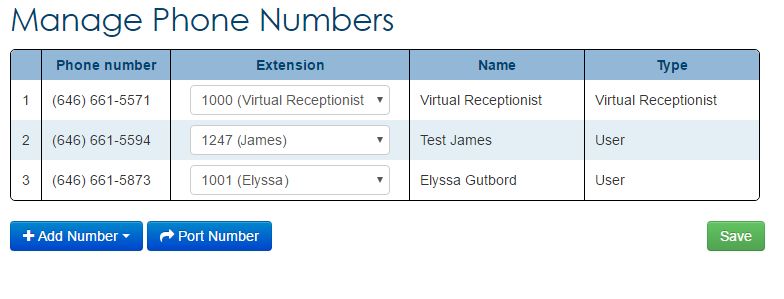 Manage Phone Numbers
Phone number Extension Name Type
1 (646) 661-5571 1000 (Virtual Receptionist Virtual Receptionist Virtual Receptionist
2 (646) 661-5594 1247 (James) Test James User
3 (646) 661-5873 1001 (Elyssa) Elyssa Gutbord User
Add Number Port Number Save